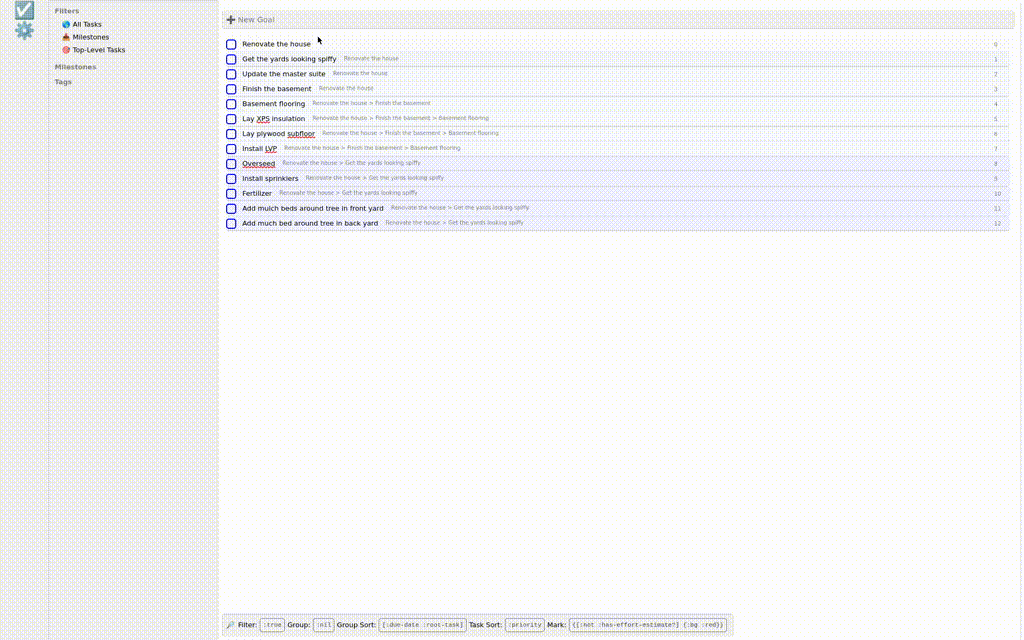 Filters
All Tasks
Milestones
Top-Level Tasks
Milestones
Tags
New Goal
Renovate the house 0
Get the yards looking spiffy Renovate the house 1
Update the master suite Renovate the house 2
Finish the basement Renovate the house 3
Basement flooring Renovate the house > Finish the basement 4
Lay XPS insulation Renovate the house > Finish the basement > Basement flooring 5
Lay plywood subfloor Renovate the house > Finish the basement > Basement flooring 6
Install LVP Renovate the house > Finish the basement > Basement flooring 7
Overseed Renovate the house > Get the yards looking spiffy 8
Install sprinklers Renovate the house > Get the yards looking spiffy 9
Fertilizer Renovate the house > Get the yards looking spiffy 10
Add mulch beds around tree in front yard Renovate the house > Get the yards looking spiffy 11
Add much bed around tree in back yard Renovate the house > Get the yards looking spiffy 12
Filter: :true Group: :nil Group Sort: [:due-date :root-task] Task Sort: :priority Mark: {[:not :has-effort-estimate?] {:bg :red}}